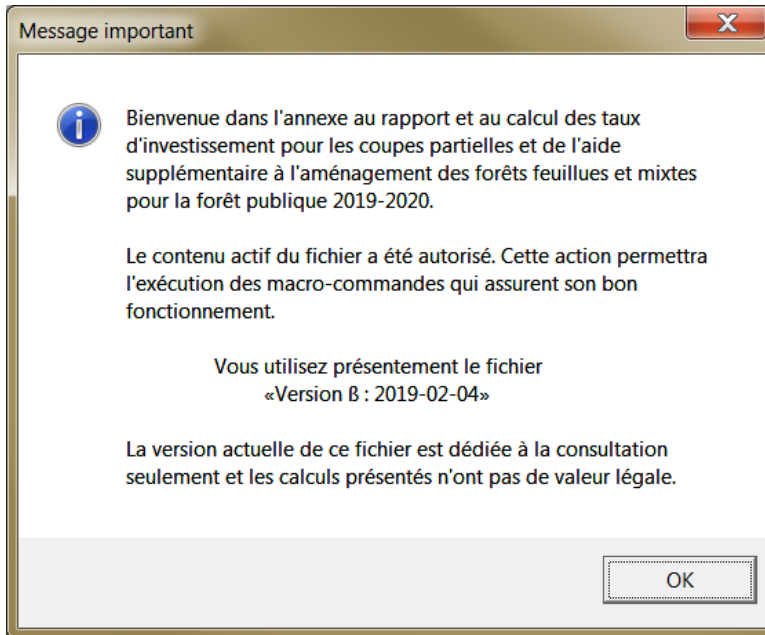 Message important
Bienvenue dans l'annexe au rapport et au calcul des taux
d'investissement pour les coupes partielles et de l'aide
supplémentaire à l'aménagement des forêts feuillues et mixtes
pour la forêt publique 2019-2020.
Le contenu actif du fichier a été autorisé. Cette action permettra
l'exécution des macro-commandes qui assurent son bon
fonctionnement.
Vous utilisez présentement le fichier
«Version ß : 2019-02-04»
La version actuelle de ce fichier est dédiée à la consultation
seulement et les calculs présentés n'ont pas de valeur légale.
OK